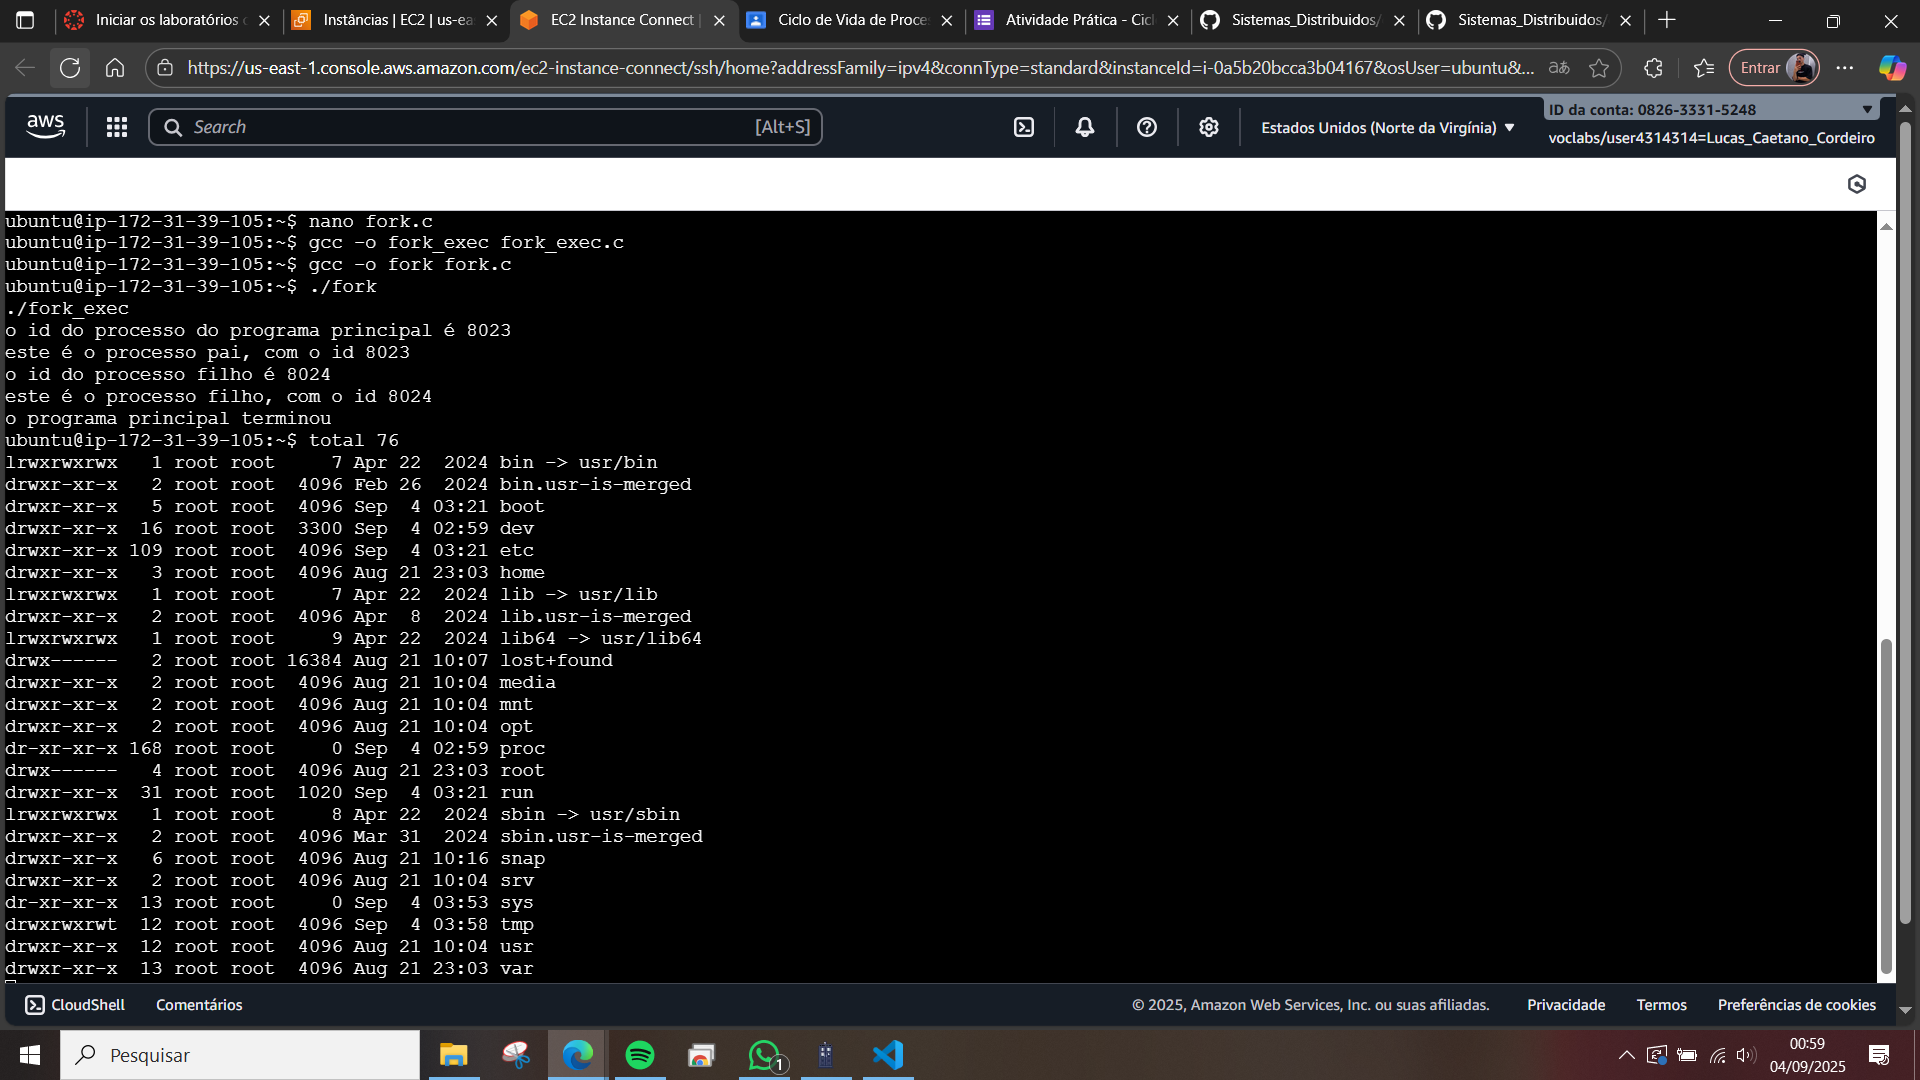 Iniciar os laboratórios
Instâncias | EC2 | us-ea
EC2 Instance Connect |
Ciclo de Vida de Proce
Atividade Prática - Cicl
Sistemas_Distribuidos/
Sistemas_Distribuidos/
https://us-east-1.console.aws.amazon.com/ec2-instance-connect/ssh/home?addressFamily=ipv4&connType=standard&instanceId=i-0a5b20bcca3b04167&osUser=ubuntu&...
Entrar
aws
Search
[Alt+S]
Estados Unidos (Norte da Virgínia)
ID da conta: 0826-3331-5248
voclabs/user4314314=Lucas_Caetano_Cordeiro
ubuntu@ip-172-31-39-105:~$ nano fork.c
ubuntu@ip-172-31-39-105:~$ gcc -o fork_exec fork_exec.c
ubuntu@ip-172-31-39-105:~$ gcc -o fork fork.c
ubuntu@ip-172-31-39-105:~$ ./fork
./fork_exec
o id do processo do programa principal é 8023
este é o processo pai, com o id 8023
o id do processo filho é 8024
este é o processo filho, com o id 8024
o programa principal terminou
ubuntu@ip-172-31-39-105:~$ total 76
lrwxrwxrwx   1 root root     7 Apr 22  2024 bin -> usr/bin
drwxr-xr-x   2 root root  4096 Feb 26  2024 bin.usr-is-merged
drwxr-xr-x   5 root root  4096 Sep  4 03:21 boot
drwxr-xr-x  16 root root  3300 Sep  4 02:59 dev
drwxr-xr-x 109 root root  4096 Sep  4 03:21 etc
drwxr-xr-x   3 root root  4096 Aug 21 23:03 home
lrwxrwxrwx   1 root root     7 Apr 22  2024 lib -> usr/lib
drwxr-xr-x   2 root root  4096 Apr  8  2024 lib.usr-is-merged
lrwxrwxrwx   1 root root     9 Apr 22  2024 lib64 -> usr/lib64
drwx------   2 root root 16384 Aug 21 10:07 lost+found
drwxr-xr-x   2 root root  4096 Aug 21 10:04 media
drwxr-xr-x   2 root root  4096 Aug 21 10:04 mnt
drwxr-xr-x   2 root root  4096 Aug 21 10:04 opt
dr-xr-xr-x 168 root root     0 Sep  4 02:59 proc
drwx------   4 root root  4096 Aug 21 23:03 root
drwxr-xr-x  31 root root  1020 Sep  4 03:21 run
lrwxrwxrwx   1 root root     8 Apr 22  2024 sbin -> usr/sbin
drwxr-xr-x   2 root root  4096 Mar 31  2024 sbin.usr-is-merged
drwxr-xr-x   6 root root  4096 Aug 21 10:16 snap
drwxr-xr-x   2 root root  4096 Aug 21 10:04 srv
dr-xr-xr-x  13 root root     0 Sep  4 03:53 sys
drwxrwxrwt  12 root root  4096 Sep  4 03:58 tmp
drwxr-xr-x  12 root root  4096 Aug 21 10:04 usr
drwxr-xr-x  13 root root  4096 Aug 21 23:03 var
CloudShell
Comentários
© 2025, Amazon Web Services, Inc. ou suas afiliadas.
Privacidade
Termos
Preferências de cookies
Pesquisar
1
00:59
04/09/2025